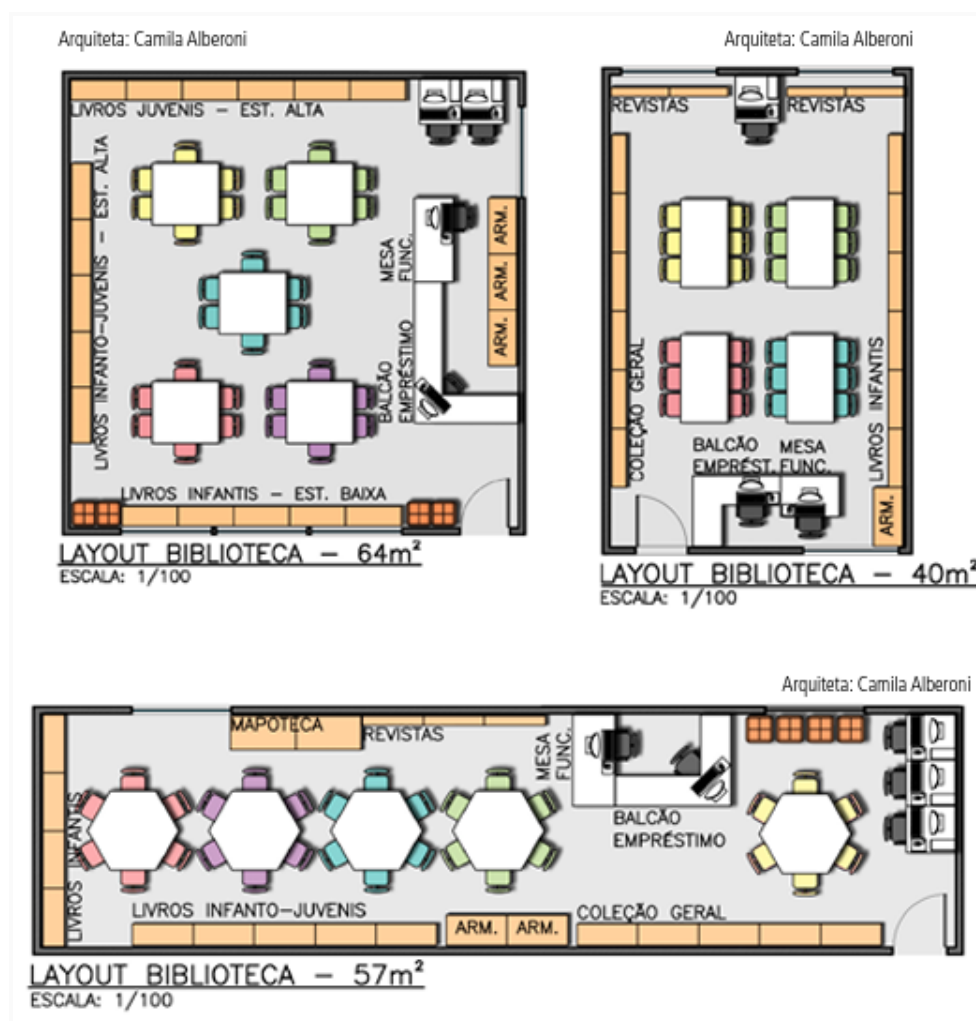 Arquiteta: Camila Alberoni
LIVROS JUVENIS - EST. ALTA
LIVROS INFANTO-JUVENIS - EST. ALTA
MESA
FUNC.
ARM.
ARM.
ARM.
BALCÃO
EMPRÉSTIMO
LIVROS INFANTIS - EST. BAIXA
LAYOUT BIBLIOTECA - 64m²
ESCALA: 1/100
Arquiteta: Camila Alberoni
REVISTAS
REVISTAS
COLEÇÃO GERAL
LIVROS INFANTIS
BALCÃO
EMPRÉST.
MESA
FUNC.
ARM.
LAYOUT BIBLIOTECA - 40m²
ESCALA: 1/100
Arquiteta: Camila Alberoni
MAPOTECA
REVISTAS
MESA
FUNC.
BALCÃO
EMPRÉSTIMO
LIVROS INFANTIS
LIVROS INFANTO-JUVENIS
ARM.
ARM.
COLEÇÃO GERAL
LAYOUT BIBLIOTECA - 57m²
ESCALA: 1/100